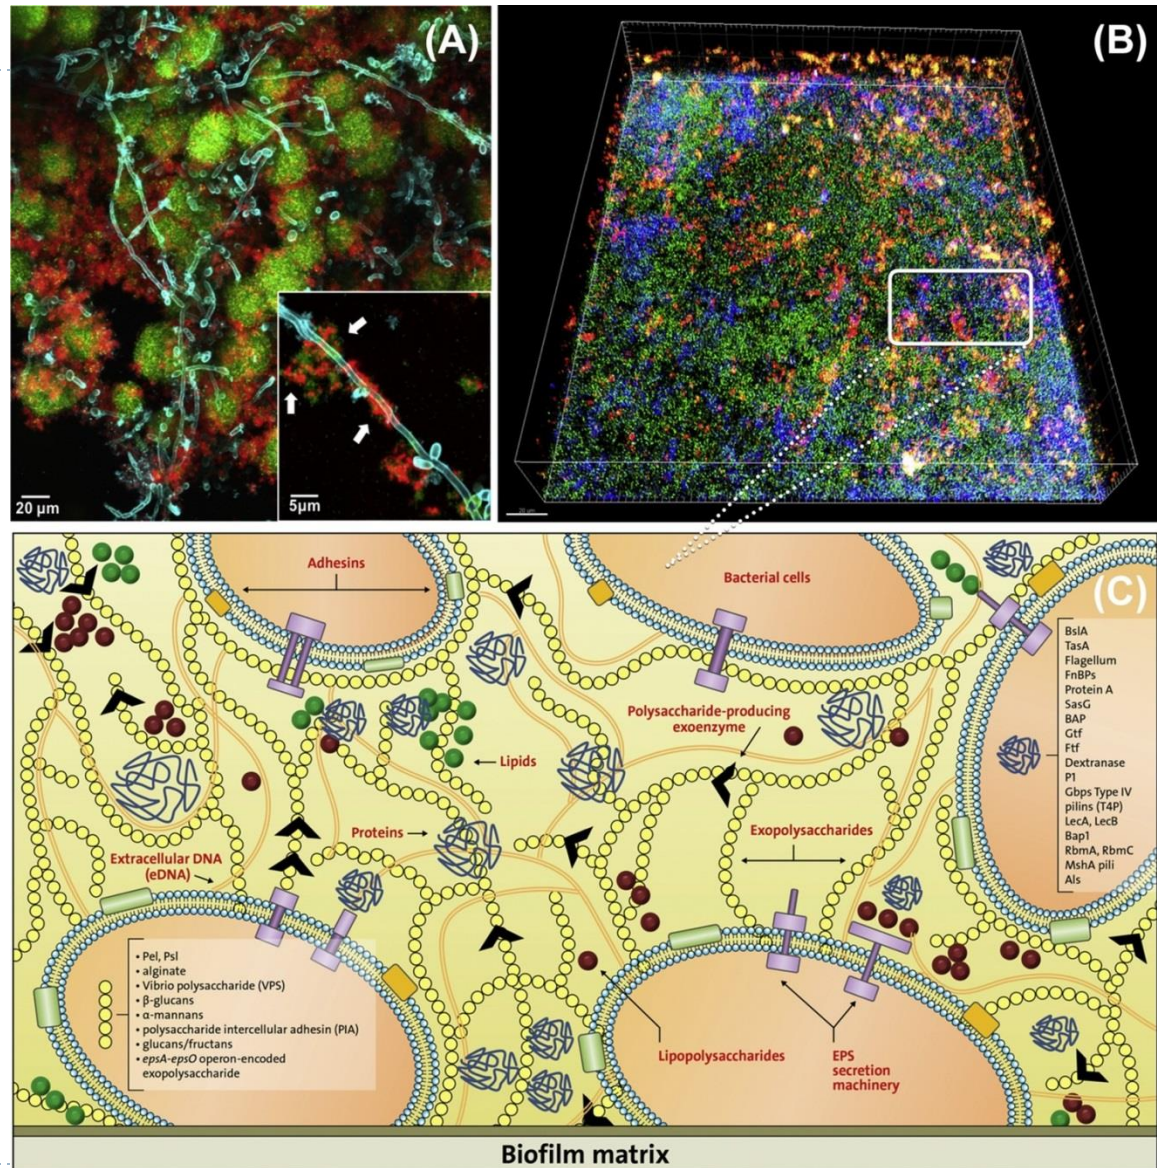 (A)
(B)
20 µm
5µm
Adhesins
Bacterial cells
(C)
BslA
TasA
Flagellum
FnBPs
Protein A
SasG
BAP
Gtf
Ftf
Dextranase
P1
Gbps Type IV
pilins (T4P)
LecA, LecB
Bap1
RbmA, RbmC
MshA pili
Als
Polysaccharide-producing
exoenzyme
Lipids
Proteins
Exopolysaccharides
Extracellular DNA
(eDNA)
• Pel, Psl
• alginate
• Vibrio polysaccharide (VPS)
• β-glucans
• α-mannans
• polysaccharide intercellular adhesin (PIA)
• glucans/fructans
• epsA-epsO operon-encoded
exopolysaccharide
Lipopolysaccharides
EPS
secretion
machinery
Biofilm matrix